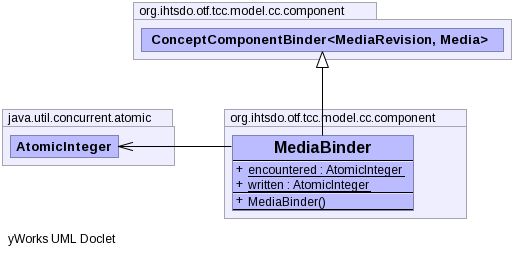 org.ihtsdo.otf.tcc.model.cc.component
ConceptComponentBinder<MediaRevision, Media>
java.util.concurrent.atomic
AtomicInteger
org.ihtsdo.otf.tcc.model.cc.component
MediaBinder
+ encountered : AtomicInteger
+ written : AtomicInteger
+ MediaBinder()
yWorks UML Doclet